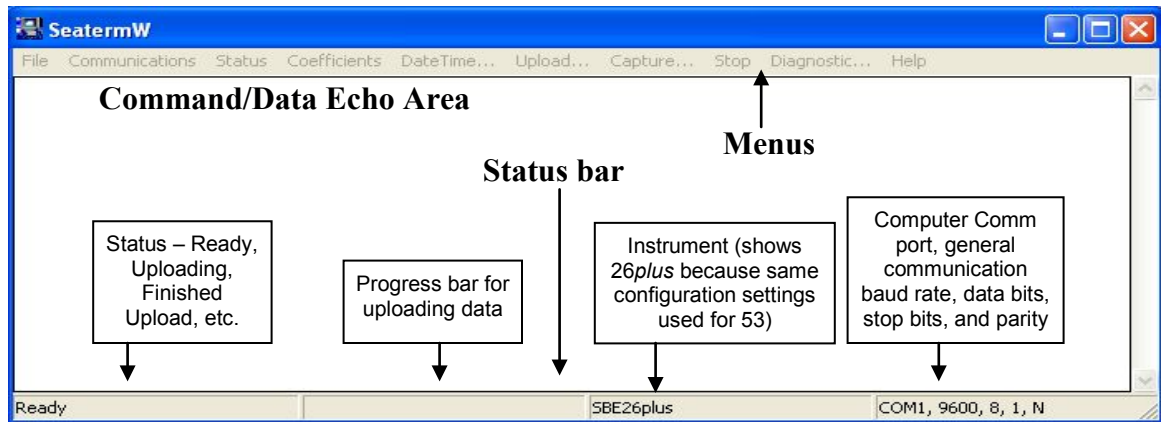 SeatermW
File Communications Status Coefficients DateTime... Upload... Capture... Stop Diagnostic... Help
Command/Data Echo Area
Menus
Status bar
Status – Ready,
Uploading,
Finished
Upload, etc.
Progress bar for
uploading data
Instrument (shows
26plus because same
configuration settings
used for 53)
Computer Comm
port, general
communication
baud rate, data bits,
stop bits, and parity
Ready
SBE26plus
COM1, 9600, 8, 1, N